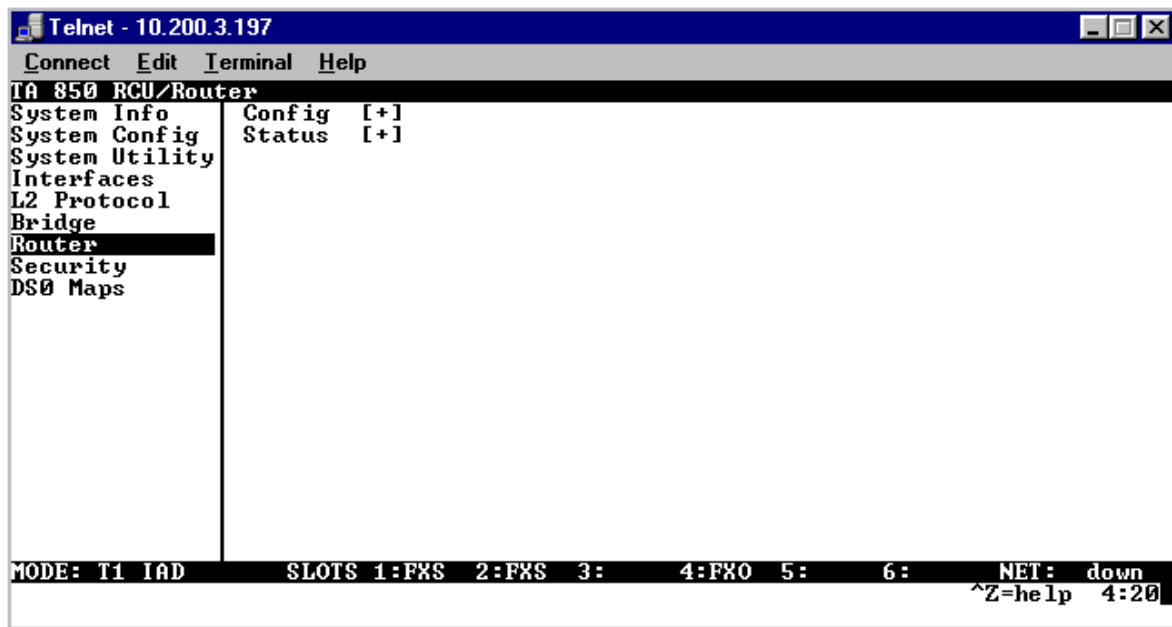 Telnet - 10.200.3.197
Connect Edit Terminal Help
TA 850 RCU/Router
System Info Config [+]
System Config Status [+]
System Utility
Interfaces
L2 Protocol
Bridge
Router
Security
DS0 Maps
MODE: T1 IAD SLOTS 1:FXS 2:FXS 3: 4:FXO 5: 6: NET: down
^Z=help 4:20